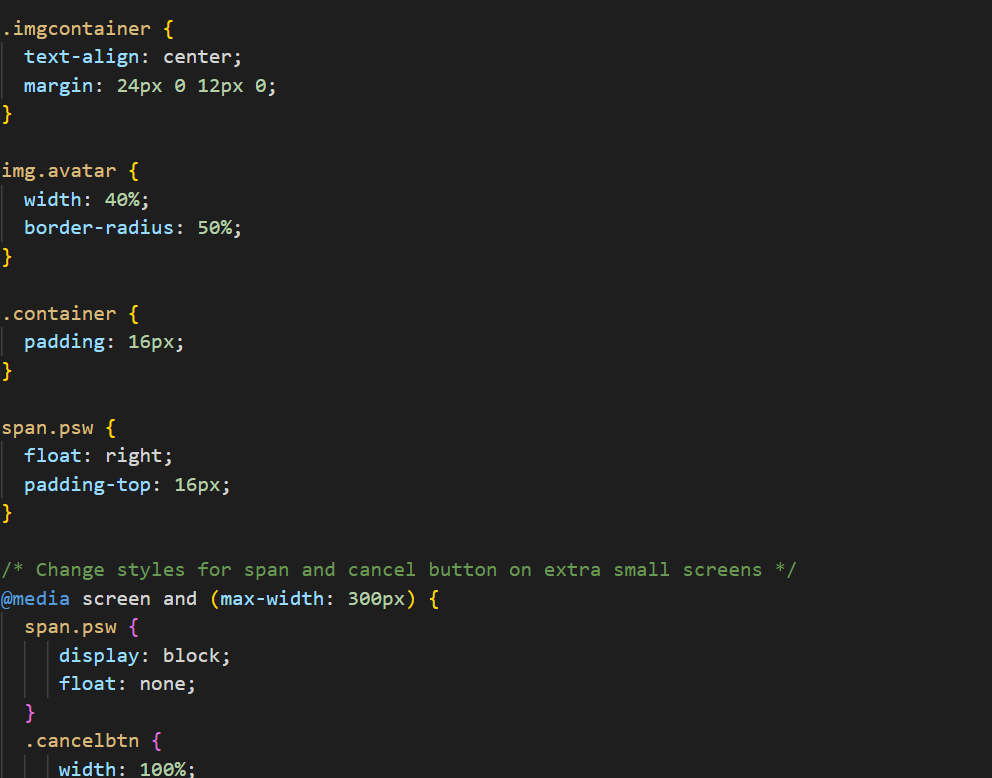 .imgcontainer {
  text-align: center;
  margin: 24px 0 12px 0;
}

img.avatar {
  width: 40%;
  border-radius: 50%;
}

.container {
  padding: 16px;
}

span.psw {
  float: right;
  padding-top: 16px;
}

/* Change styles for span and cancel button on extra small screens */
@media screen and (max-width: 300px) {
  span.psw {
     display: block;
     float: none;
  }
  .cancelbtn {
     width: 100%;